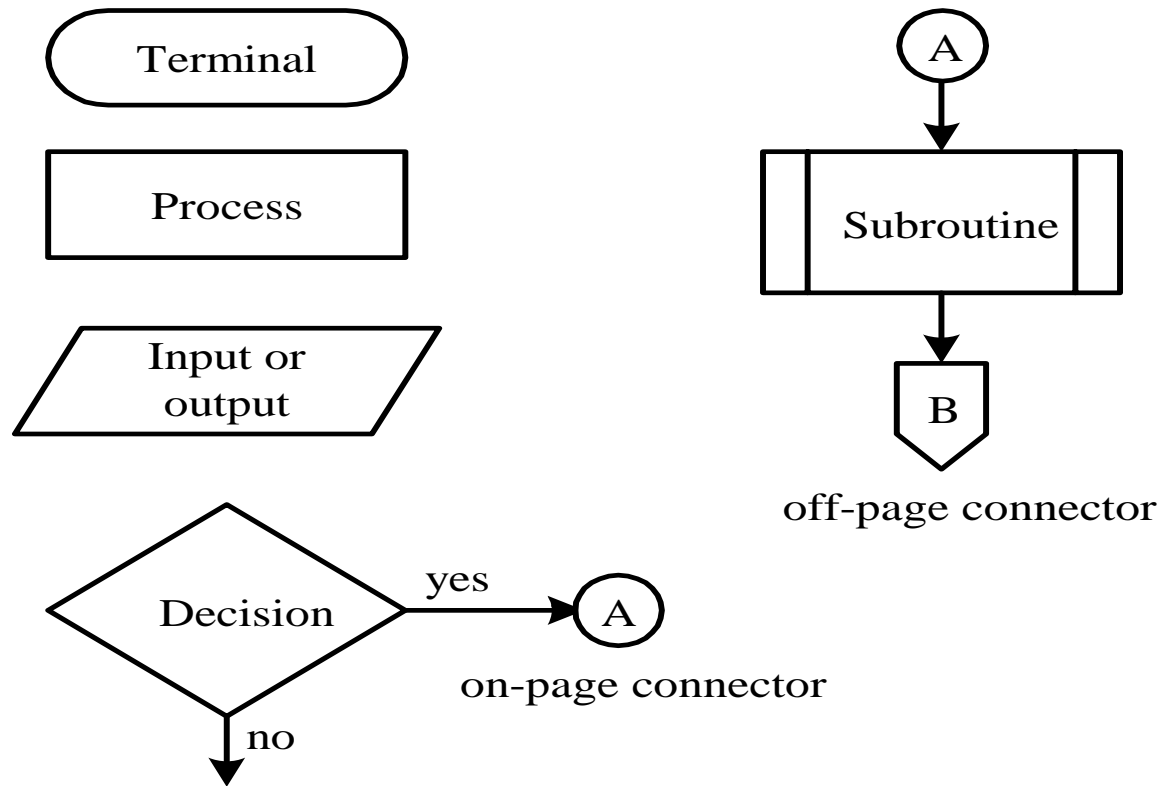 Terminal
Process
Input or
output
Decision
yes
A
on-page connector
no
A
Subroutine
B
off-page connector